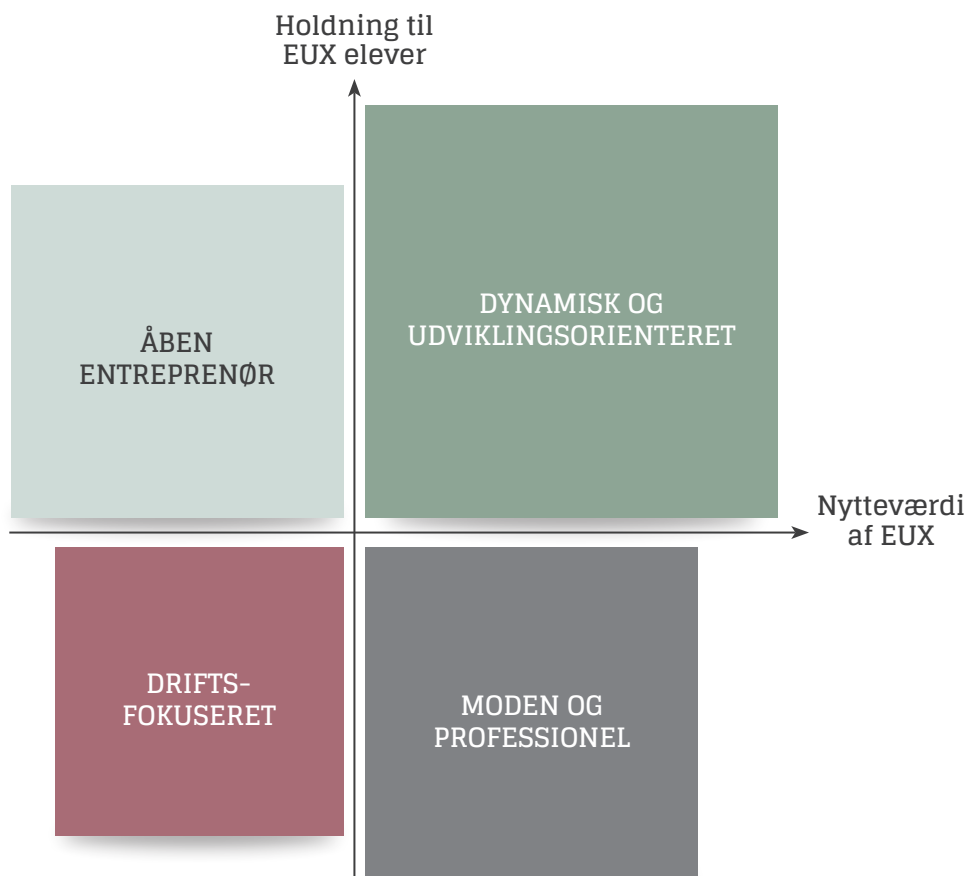 Holdning til
EUX elever
DYNAMISK OG
UDVIKLINGSORIENTERET
ÅBEN
ENTREPRENØR
Nytteværdi
af EUX
DRIFTS-
FOKUSERET
MODEN OG
PROFESSIONEL